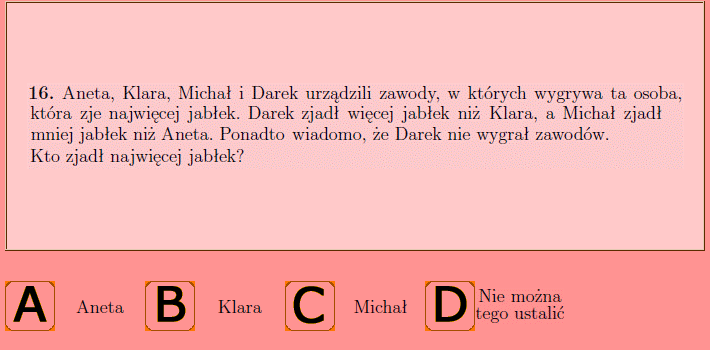 16. Aneta, Klara, Michał i Darek urządzili zawody, w których wygrywa ta osoba,
która zje najwięcej jabłek. Darek zjadł więcej jabłek niż Klara, a Michał zjadł
mniej jabłek niż Aneta. Ponadto wiadomo, że Darek nie wygrał zawodów.
Kto zjadł najwięcej jabłek?
A Aneta B Klara C Michał D Nie można
tego ustalić